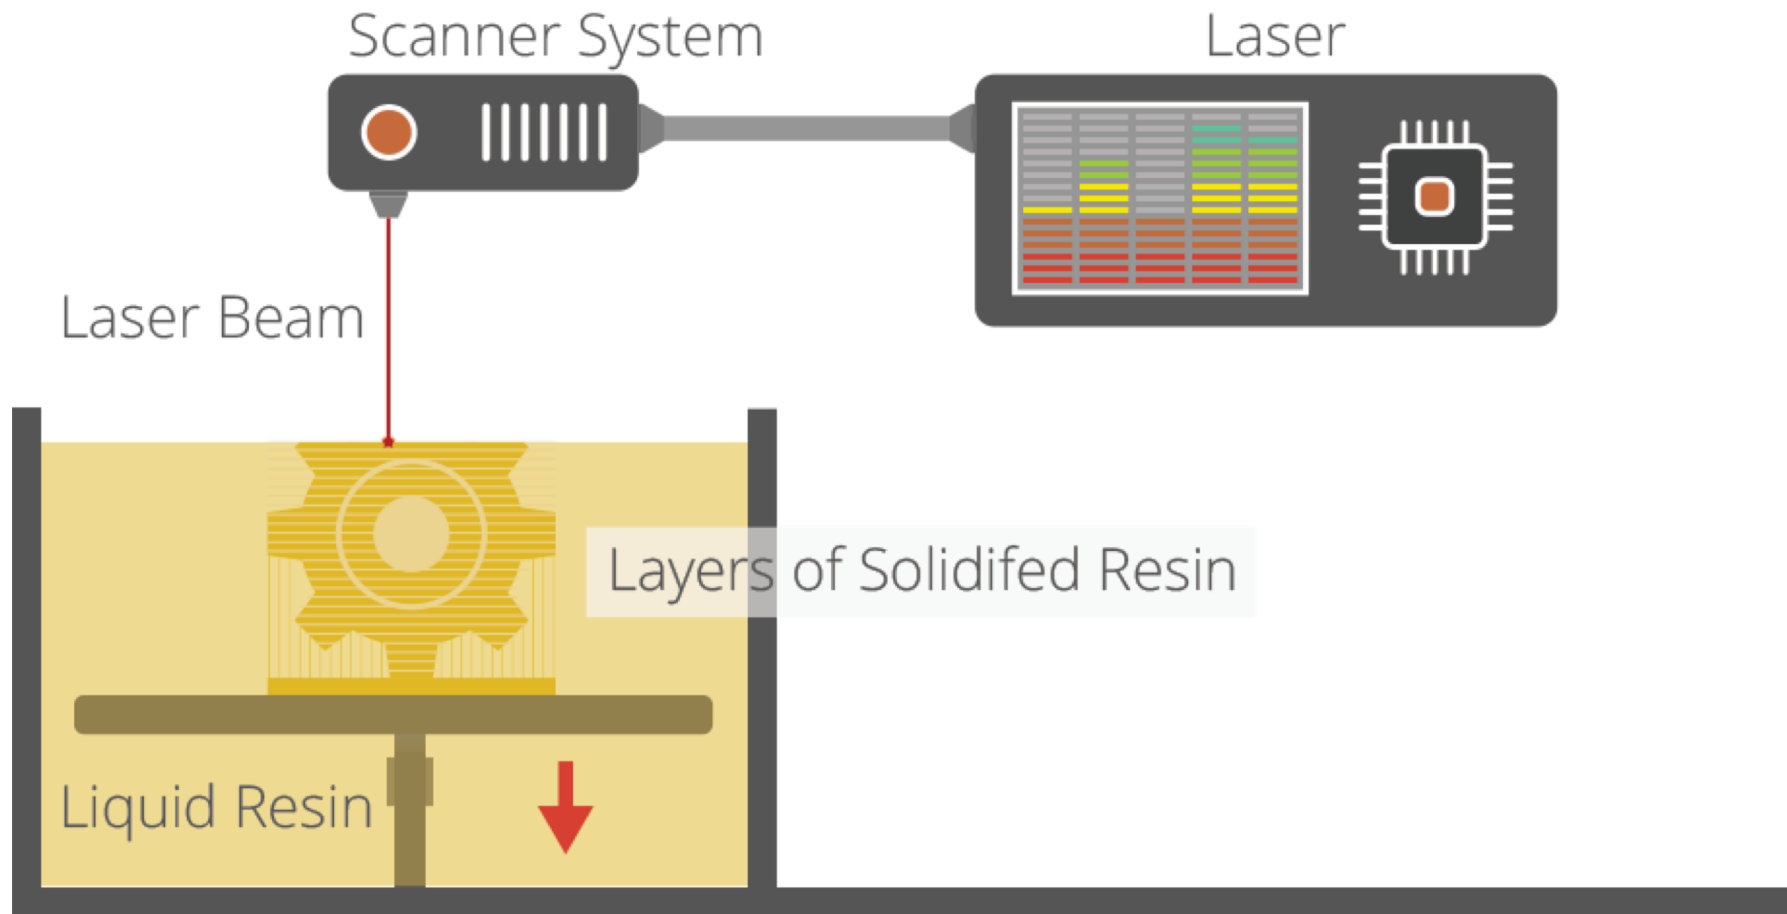 Scanner System
Laser
Laser Beam
Layers of Solidifed Resin
Liquid Resin